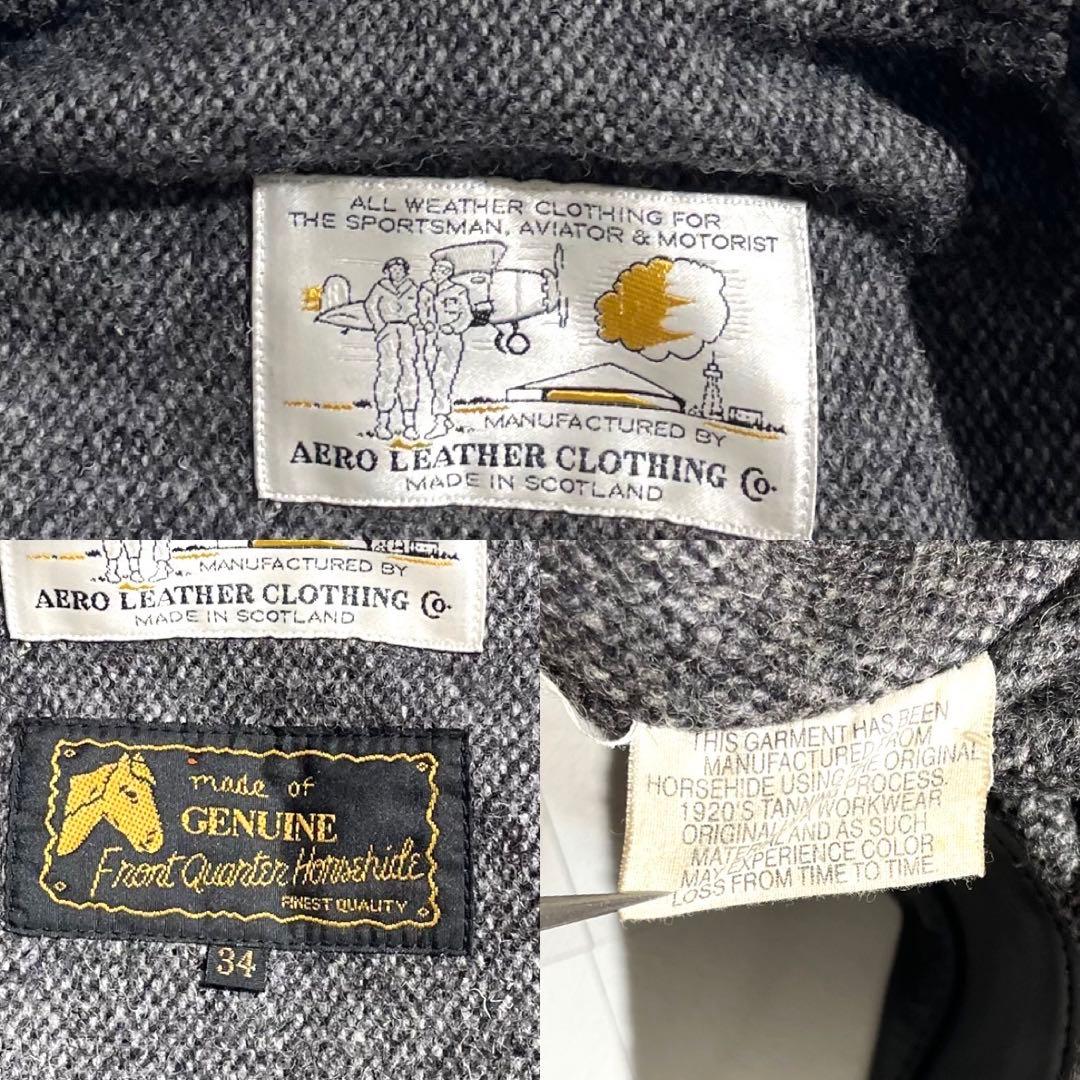 ALL WEATHER CLOTHING FOR
THE SPORTSMAN, AVIATOR & MOTORIST
MANUFACTURED BY
AERO LEATHER CLOTHING Co.
MADE IN SCOTLAND
MANUFACTURED BY
AERO LEATHER CLOTHING Co.
MADE IN SCOTLAND
made of
GENUINE
Front Quarter Horsehide
FINEST QUALITY
34
THIS GARMENT HAS BEEN
MANUFACTURED FROM
HORSEHIDE USING THE ORIGINAL
1920'S TANNING PROCESS.
ORIGINAL WORKWEAR
MATERIAL AND AS SUCH
MAY EXPERIENCE COLOR
LOSS FROM TIME TO TIME.